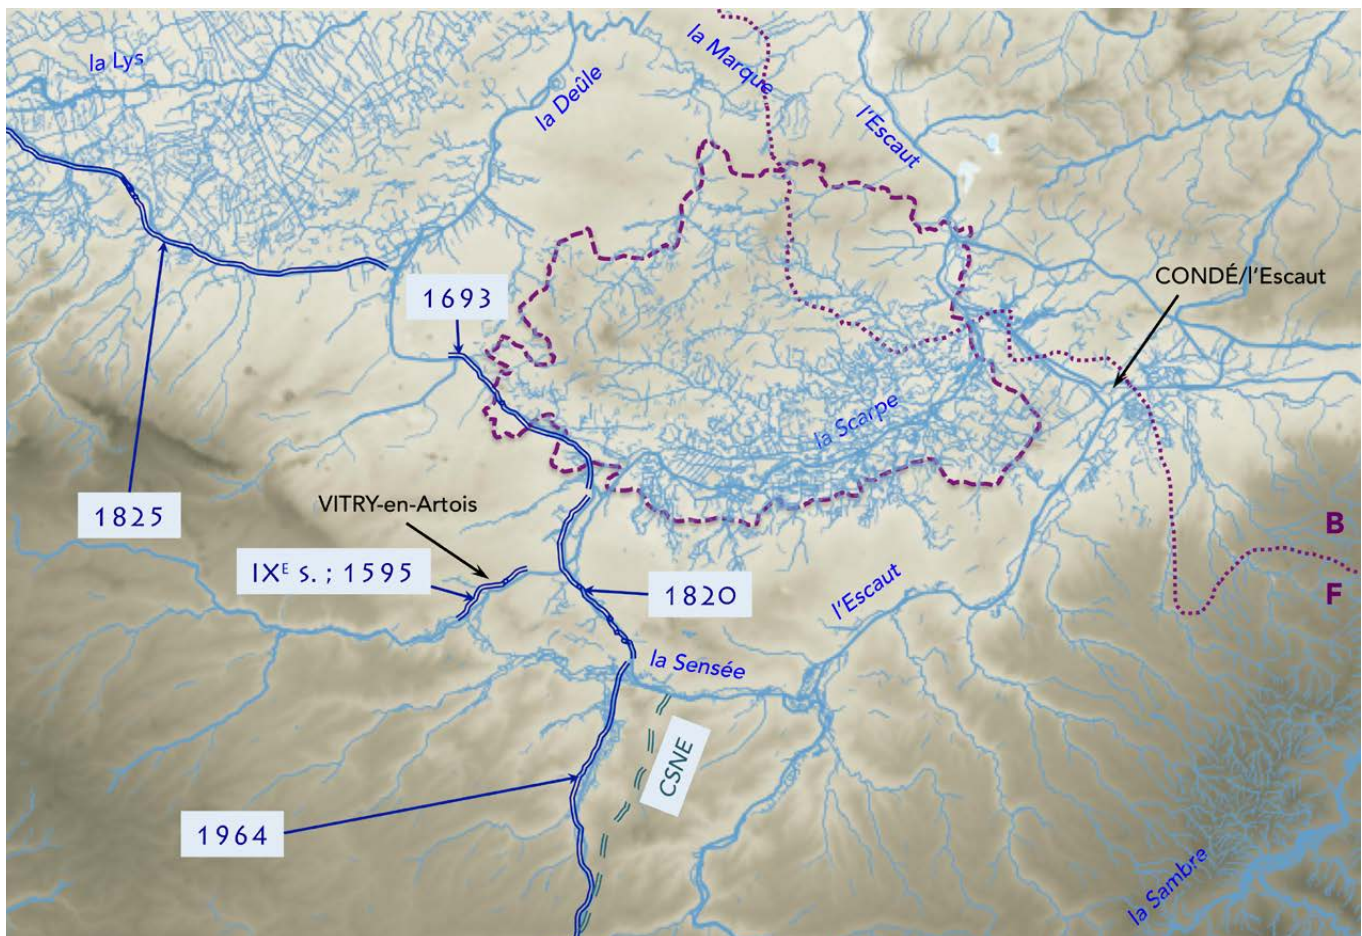 la Lys
la Deûle
la Marque
l'Escaut
CONDÉ/l'Escaut
1693
la Scarpe
1825
VITRY-en-Artois
IXE s. ; 1595
1820
l'Escaut
B
F
la Sensée
CSNE
1964
la Sambre